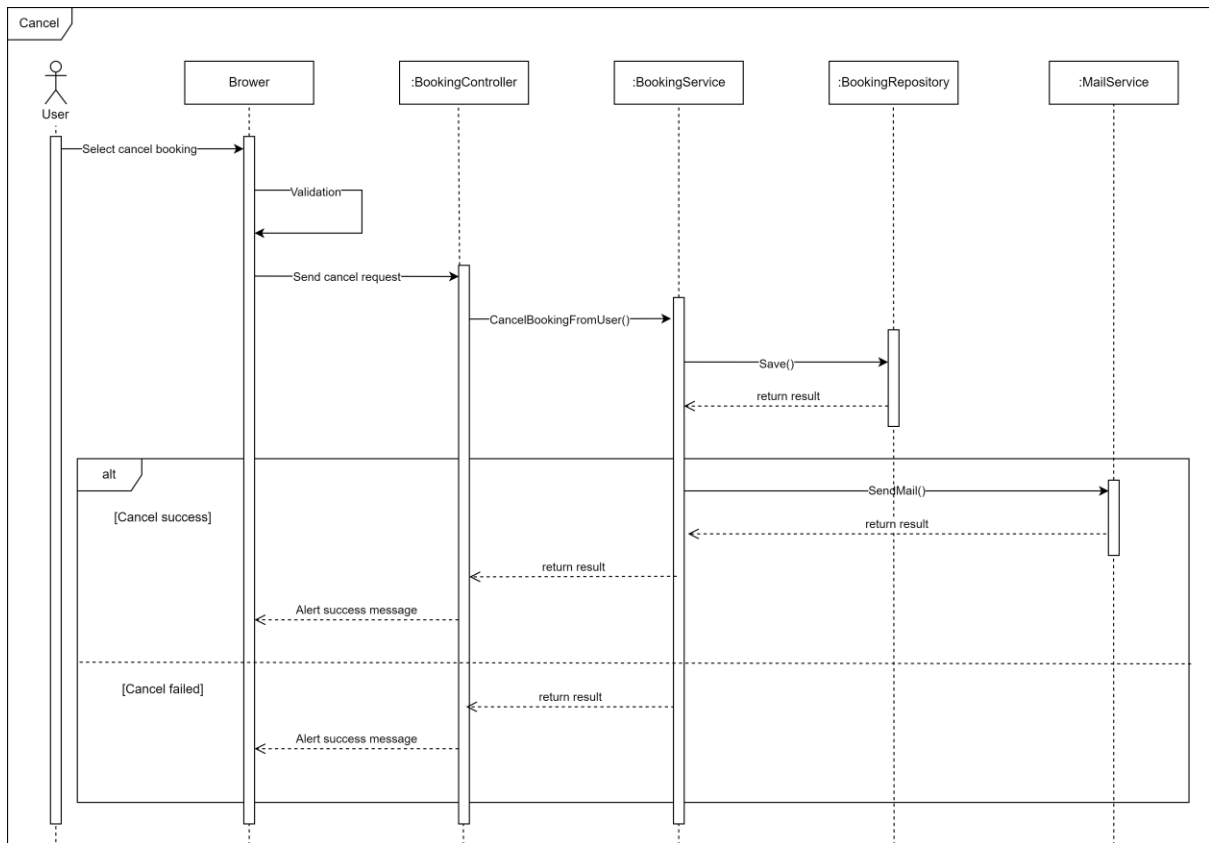 Cancel
User
Brower
:BookingController
:BookingService
:BookingRepository
:MailService
Select cancel booking
Validation
Send cancel request
CancelBookingFromUser()
Save()
return result
alt
[Cancel success]
SendMail()
return result
return result
Alert success message
[Cancel failed]
return result
Alert success message